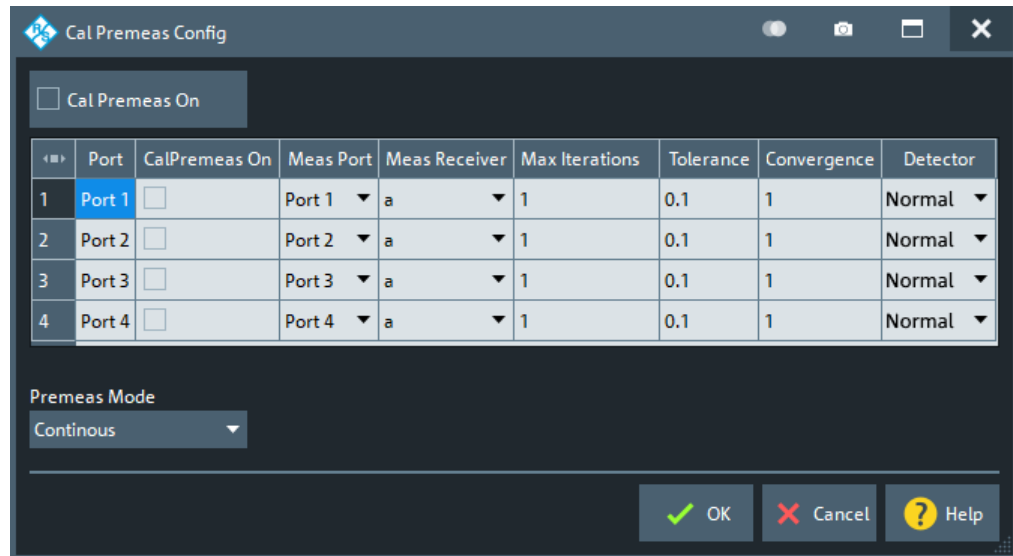 R&S Cal Premeas Config
Cal Premeas On
Port CalPremeas On Meas Port Meas Receiver Max Iterations Tolerance Convergence Detector
1 Port 1 Port 1 a 1 0.1 1 Normal
2 Port 2 Port 2 a 1 0.1 1 Normal
3 Port 3 Port 3 a 1 0.1 1 Normal
4 Port 4 Port 4 a 1 0.1 1 Normal
Premeas Mode
Continous
OK Cancel ? Help